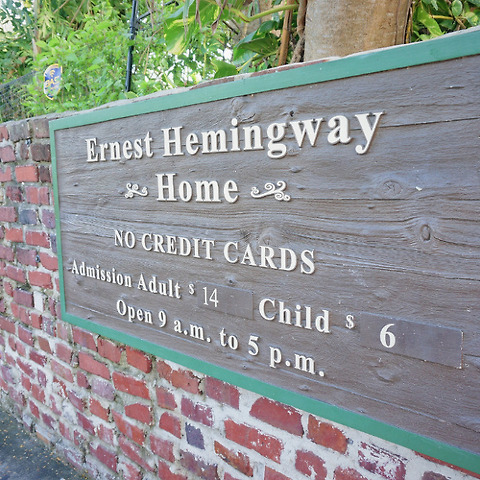 Ernest Hemingway
Home
NO CREDIT CARDS
Admission Adult $ 14 Child $ 6
Open 9 a.m. to 5 p.m.